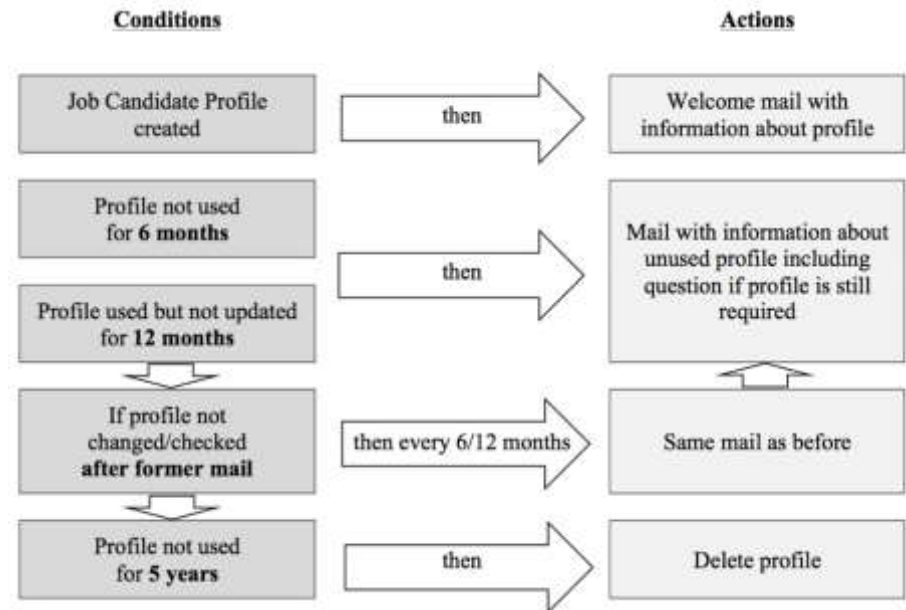 Conditions
Actions
Job Candidate Profile
created
then
Welcome mail with
information about profile
Profile not used
for 6 months
Profile used but not updated
for 12 months
then
Mail with information about
unused profile including
question if profile is still
required
If profile not
changed/checked
after former mail
then every 6/12 months
Same mail as before
Profile not used
for 5 years
then
Delete profile